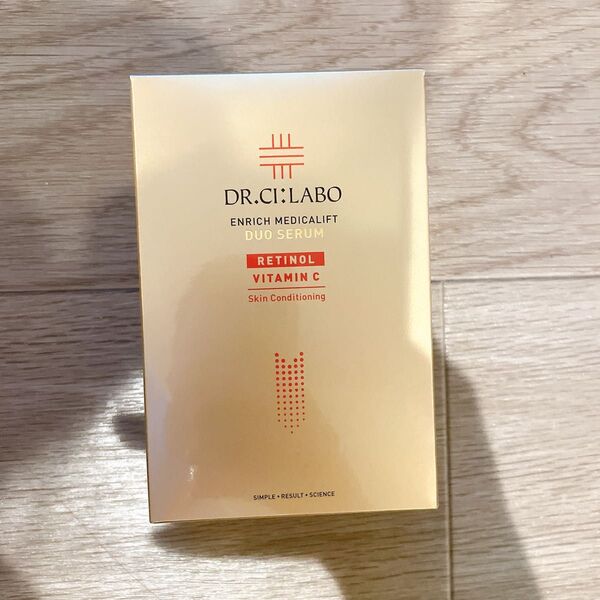 DR.CI:LABO
ENRICH MEDICALIFT
DUO SERUM
RETINOL
VITAMIN C
Skin Conditioning
SIMPLE • RESULT • SCIENCE